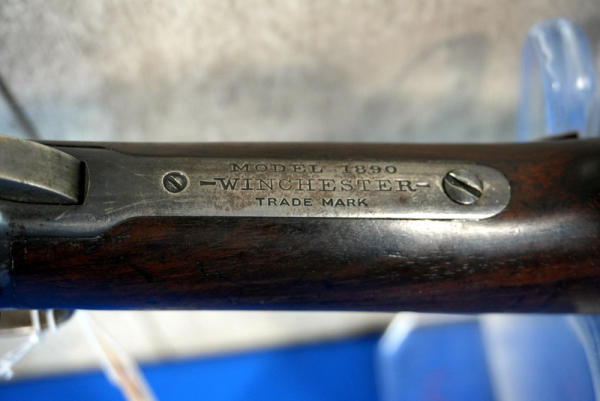 MODEL 1890
-WINCHESTER-
TRADE MARK